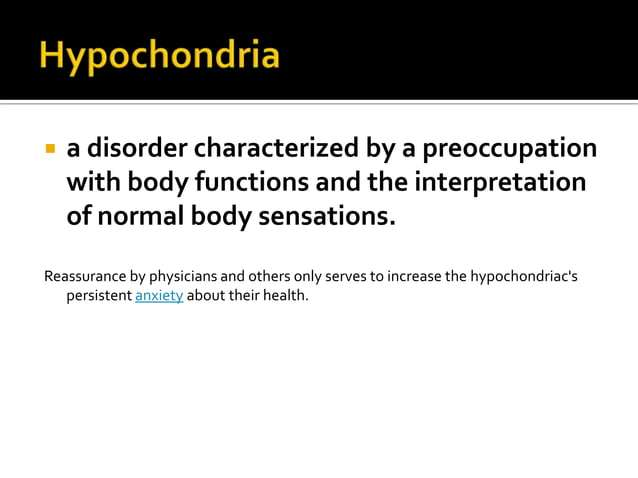 Hypochondria
a disorder characterized by a preoccupation
with body functions and the interpretation
of normal body sensations.
Reassurance by physicians and others only serves to increase the hypochondriac's
persistent anxiety about their health.